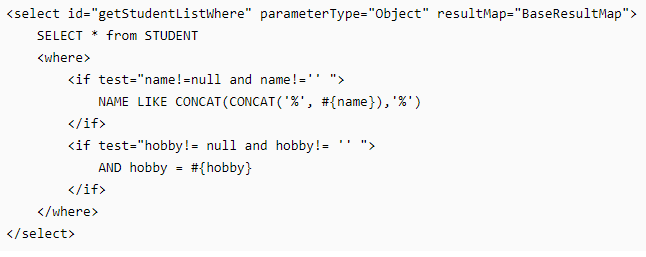 <select id="getStudentListWhere" parameterType="Object" resultMap="BaseResultMap">
    SELECT * from STUDENT
    <where>
        <if test="name!=null and name!='' ">
            NAME LIKE CONCAT(CONCAT('%', #{name}),'%')
        </if>
        <if test="hobby!= null and hobby!= '' ">
            AND hobby = #{hobby}
        </if>
    </where>
</select>